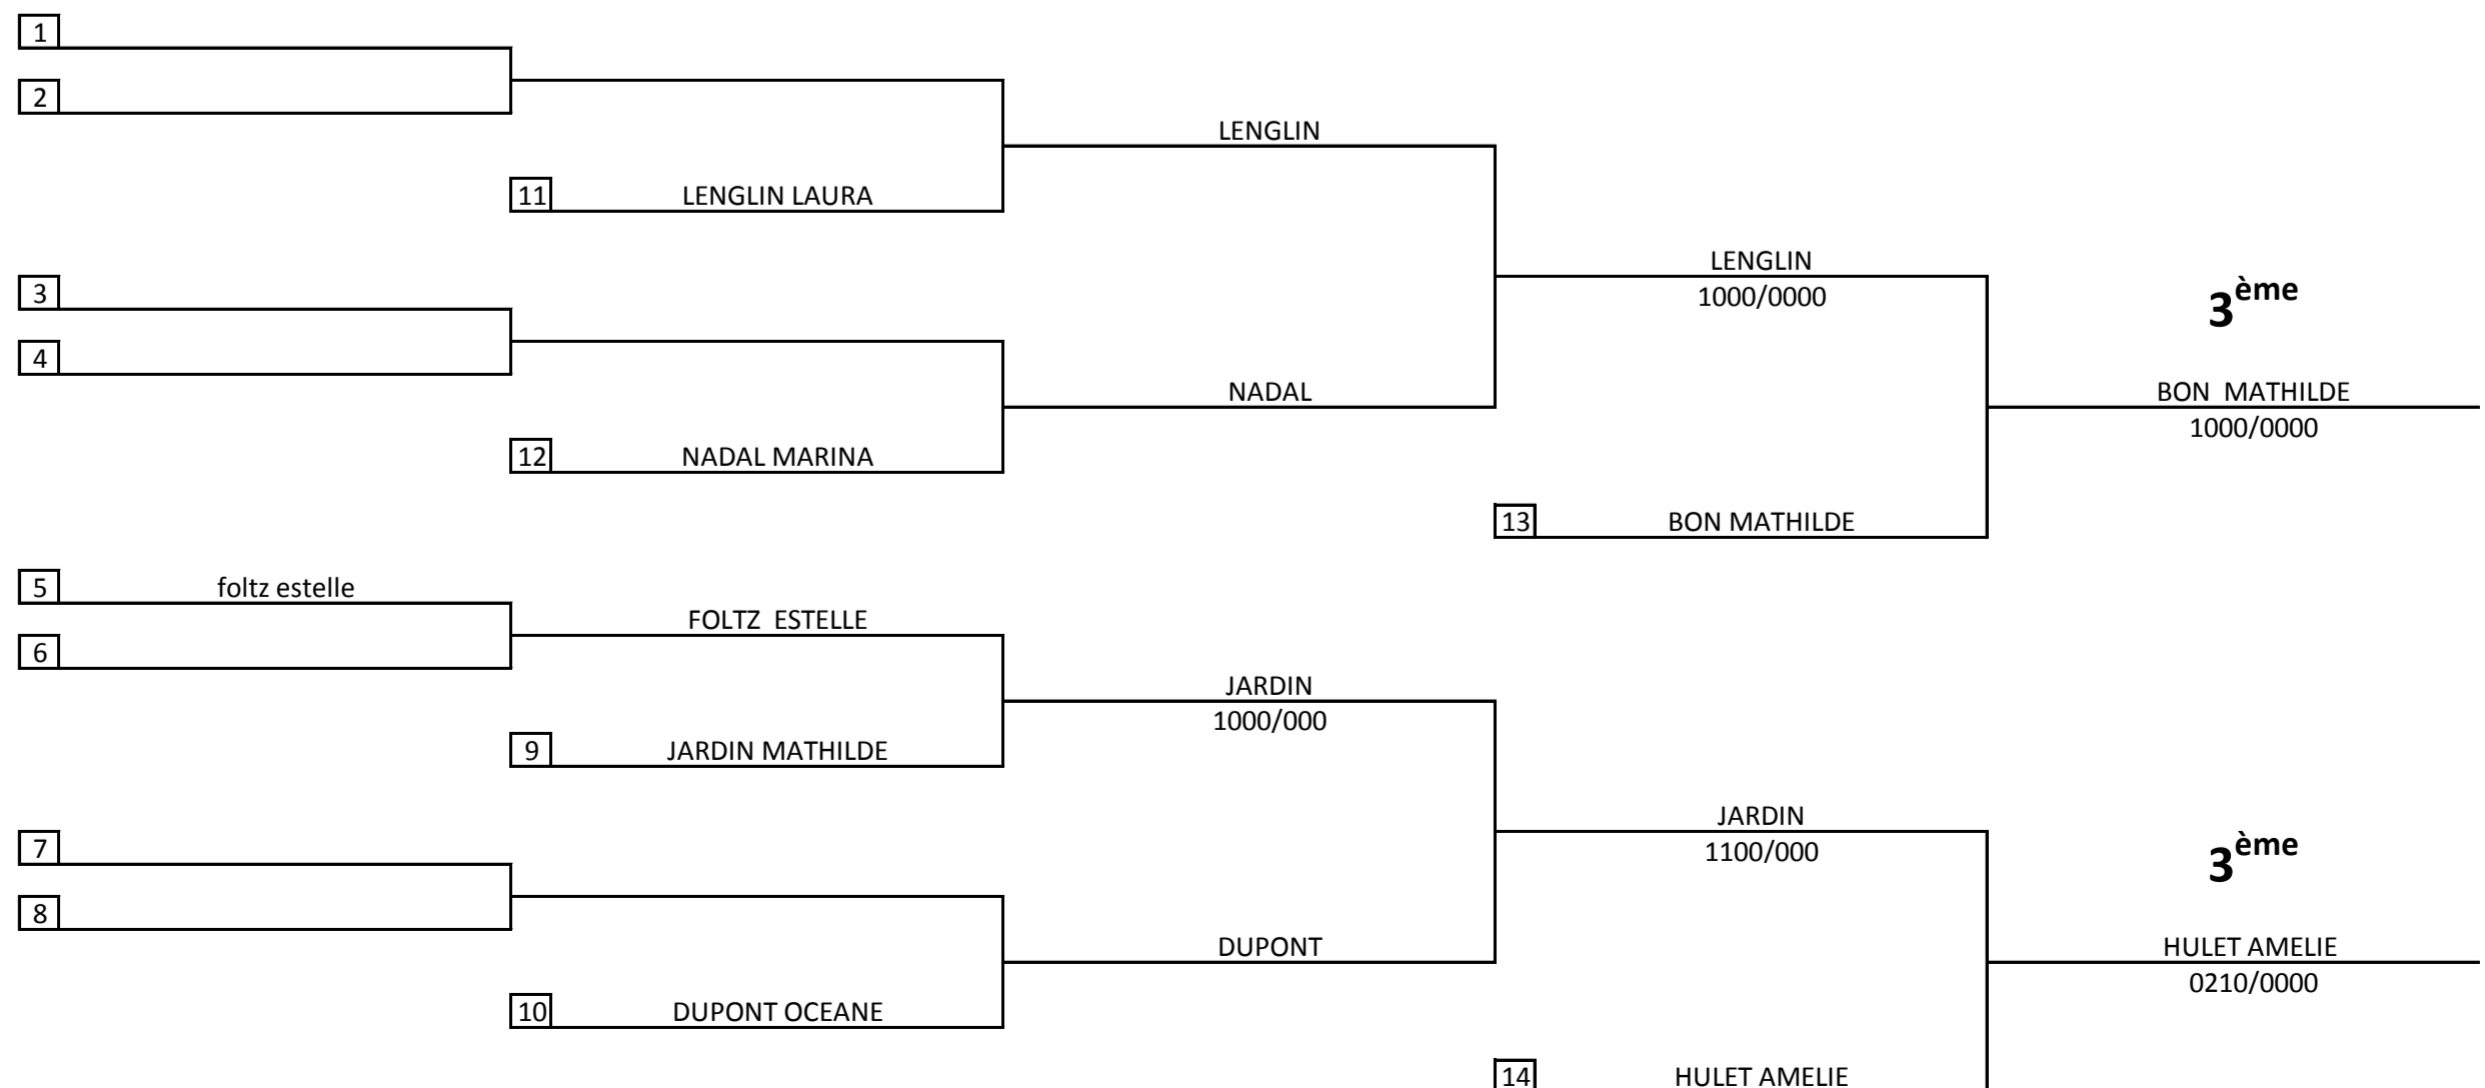 1
2
LENGLIN
11 LENGLIN LAURA
LENGLIN
1000/0000
3
4
3ème
NADAL
BON  MATHILDE
1000/0000
12 NADAL MARINA
13 BON MATHILDE
5 foltz estelle
FOLTZ  ESTELLE
6
JARDIN
1000/000
9 JARDIN MATHILDE
JARDIN
1100/000
7
8
3ème
DUPONT
HULET AMELIE
0210/0000
10 DUPONT OCEANE
14 HULET AMELIE